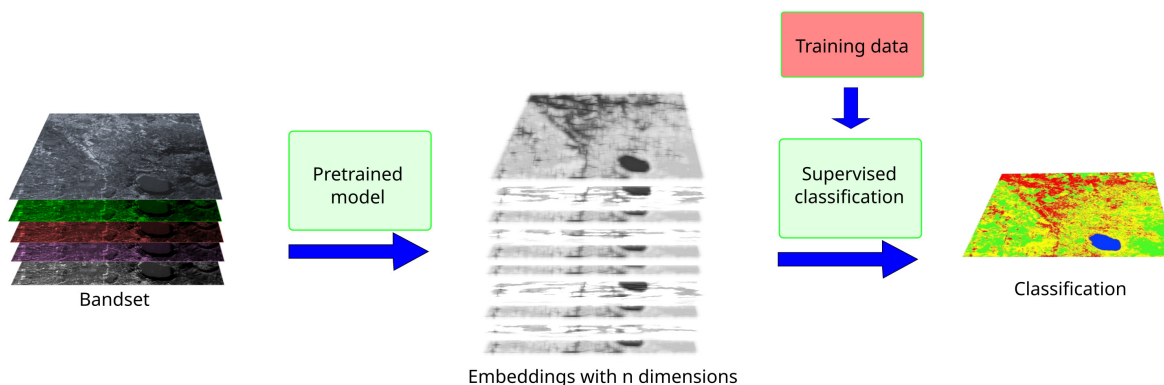 Training data
Pretrained
model
Supervised
classification
Bandset
Classification
Embeddings with n dimensions